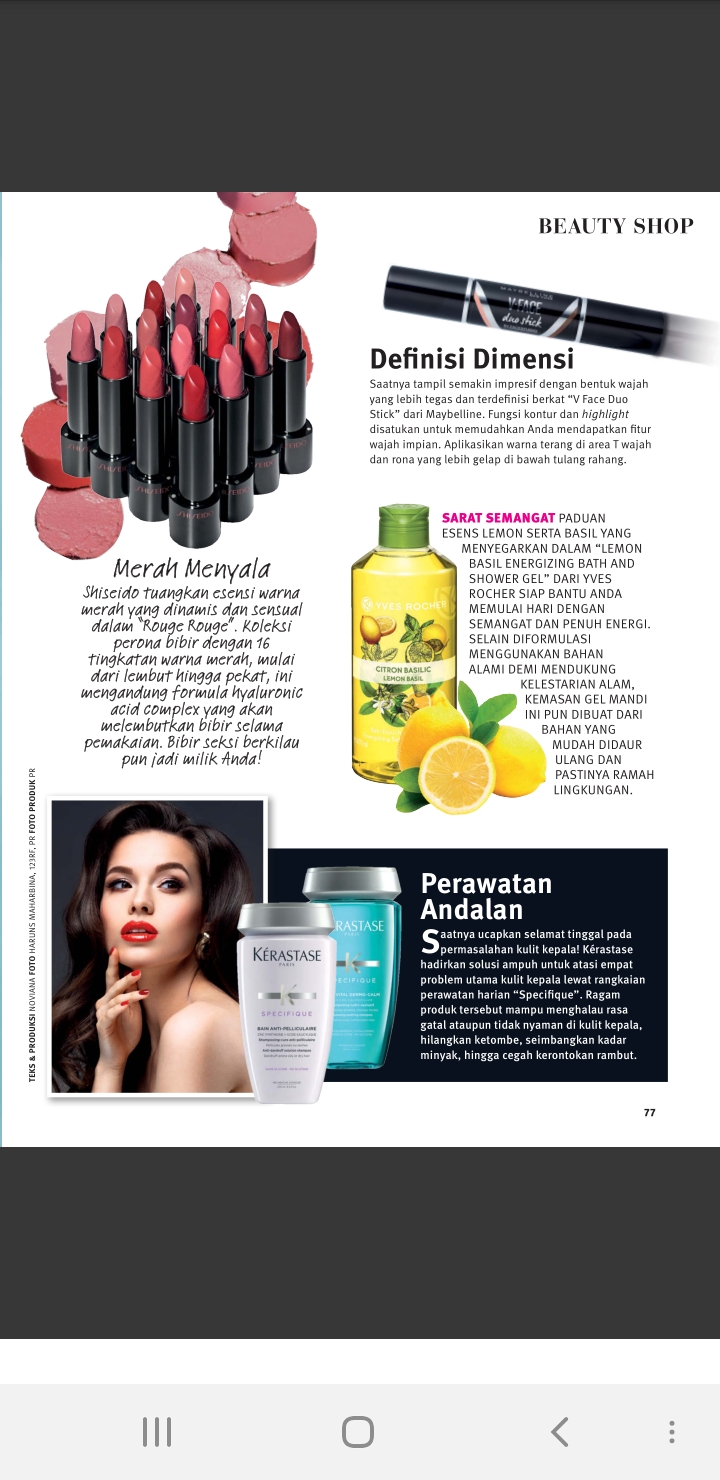 BEAUTY SHOP
MAYBELLINE
V-FACE
duo stick
Definisi Dimensi
Saatnya tampil semakin impresif dengan bentuk wajah
yang lebih tegas dan terdefinisi berkat “V Face Duo
Stick” dari Maybelline. Fungsi kontur dan highlight
disatukan untuk memudahkan Anda mendapatkan fitur
wajah impian. Aplikasikan warna terang di area T wajah
dan rona yang lebih gelap di bawah tulang rahang.
SHISEIDO
SHISEIDO
SHISEIDO
Merah Menyala
Shiseido tuangkan esensi warna
merah yang dinamis dan sensual
dalam “Rouge Rouge”. Koleksi
perona bibir dengan 16
tingkatan warna merah, mulai
dari lembut hingga pekat, ini
mengandung formula hyaluronic
acid complex yang akan
melembutkan bibir selama
pemakaian. Bibir seksi berkilau
pun jadi milik Anda!
SARAT SEMANGAT PADUAN
ESENS LEMON SERTA BASIL YANG
MENYEGARKAN DALAM “LEMON
BASIL ENERGIZING BATH AND
SHOWER GEL” DARI YVES
ROCHER SIAP BANTU ANDA
MEMULAI HARI DENGAN
SEMANGAT DAN PENUH ENERGI.
SELAIN DIFORMULASI
MENGGUNAKAN BAHAN
ALAMI DEMI MENDUKUNG
KELESTARIAN ALAM,
KEMASAN GEL MANDI
INI PUN DIBUAT DARI
BAHAN YANG
MUDAH DIDAUR
ULANG DAN
PASTINYA RAMAH
LINGKUNGAN.
YVES ROCHER
CITRON BASILIC
LEMON BASIL
TEKS & PRODUKSI NOVIANA FOTO HARUNS MAHARBINA, 123RF, PR FOTO PRODUK PR
KÉRASTASE
PARIS
SPÉCIFIQUE
BAIN ANTI-PELLICULAIRE
RASTASE
PARIS
PÉCIFIQUE
VITAL DERMO-CALM
Perawatan
Andalan
Saatnya ucapkan selamat tinggal pada
permasalahan kulit kepala! Kérastase
hadirkan solusi ampuh untuk atasi empat
problem utama kulit kepala lewat rangkaian
perawatan harian “Specifique”. Ragam
produk tersebut mampu menghalau rasa
gatal ataupun tidak nyaman di kulit kepala,
hilangkan ketombe, seimbangkan kadar
minyak, hingga cegah kerontokan rambut.
77